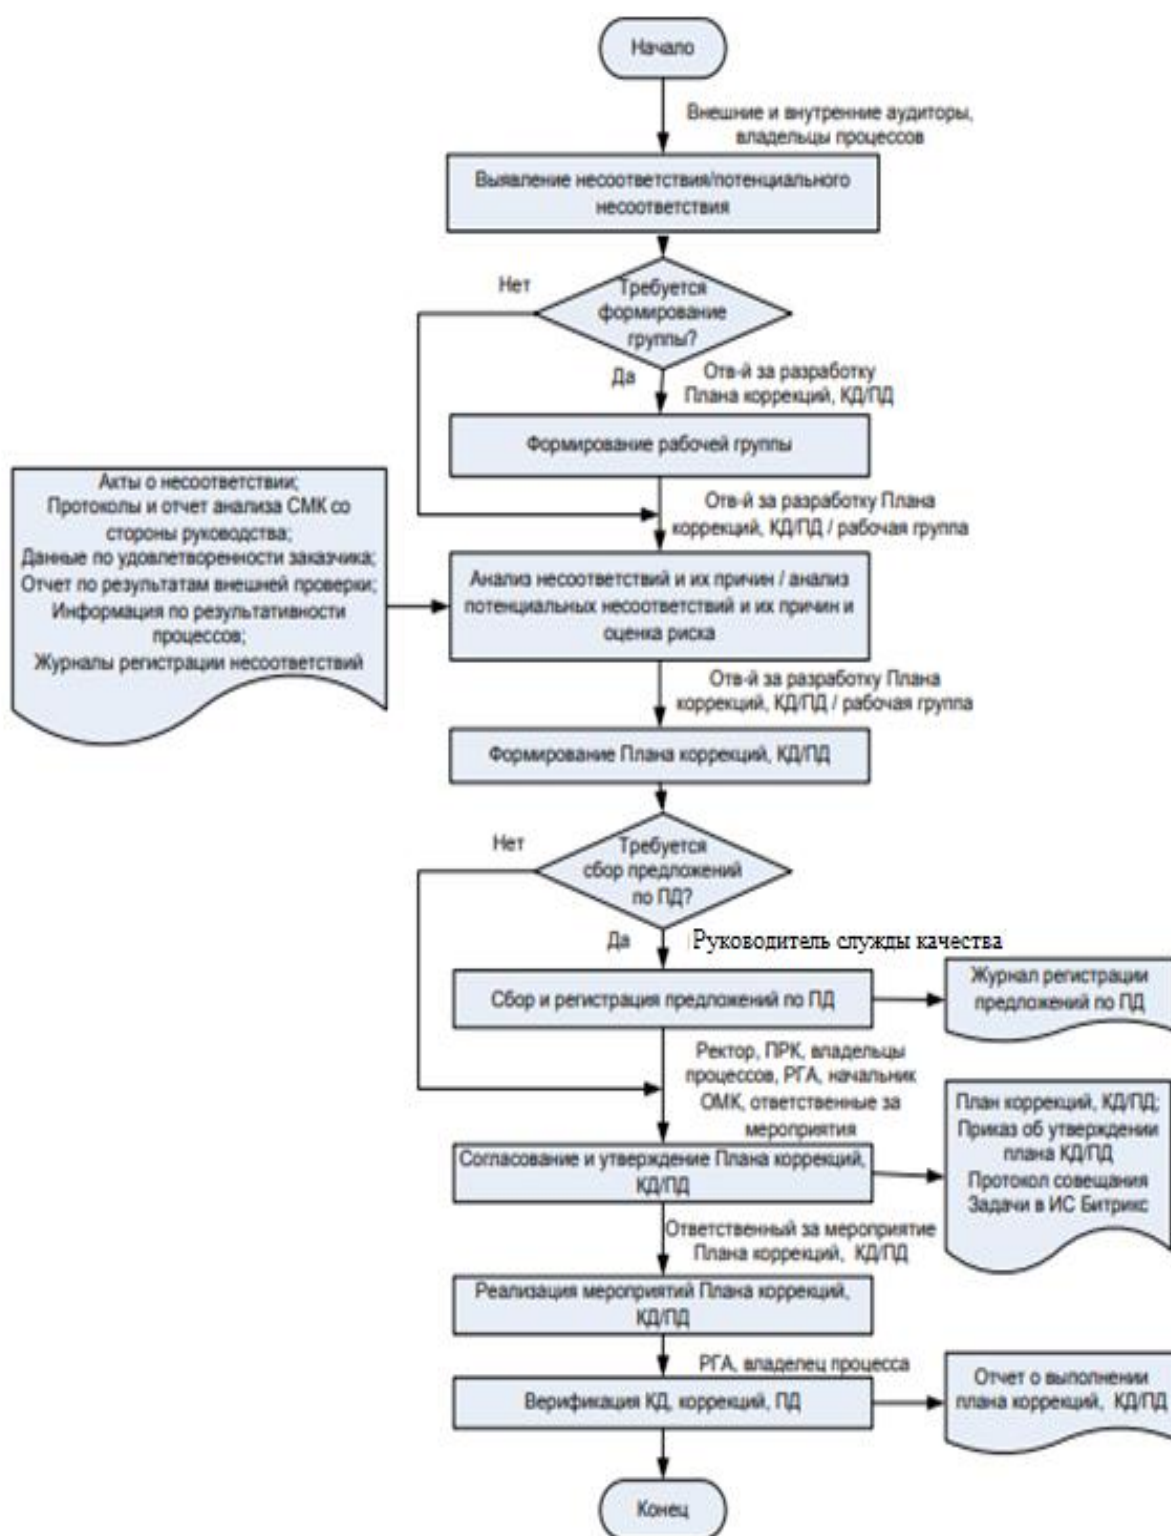 Начало
Внешние и внутренние аудиторы,
владельцы процессов
Выявление несоответствия/потенциального
несоответствия
Требуется
формирование
группы?
Нет
Да
Отв-й за разработку
Плана коррекций, КД/ПД
Формирование рабочей группы
Отв-й за разработку Плана
коррекций, КД/ПД / рабочая группа
Акты о несоответствии;
Протоколы и отчет анализа СМК со
стороны руководства;
Данные по удовлетворенности заказчика;
Отчет по результатам внешней проверки;
Информация по результативности
процессов;
Журналы регистрации несоответствий
Анализ несоответствий и их причин / анализ
потенциальных несоответствий и их причин и
оценка риска
Отв-й за разработку Плана
коррекций, КД/ПД / рабочая группа
Формирование Плана коррекций, КД/ПД
Требуется
сбор предложений
по ПД?
Нет
Да
Руководитель служды качества
Сбор и регистрация предложений по ПД
Журнал регистрации
предложений по ПД
Ректор, ПРК, владельцы
процессов, РГА, начальник
ОМК, ответственные за
мероприятия
Согласование и утверждение Плана коррекций,
КД/ПД
План коррекций, КД/ПД;
Приказ об утверждении
плана КД/ПД
Протокол совещания
Задачи в ИС Битрикс
Ответственный за мероприятие
Плана коррекций, КД/ПД
Реализация мероприятий Плана коррекций,
КД/ПД
РГА, владелец процесса
Верификация КД, коррекций, ПД
Отчет о выполнении
плана коррекций, КД/ПД
Конец